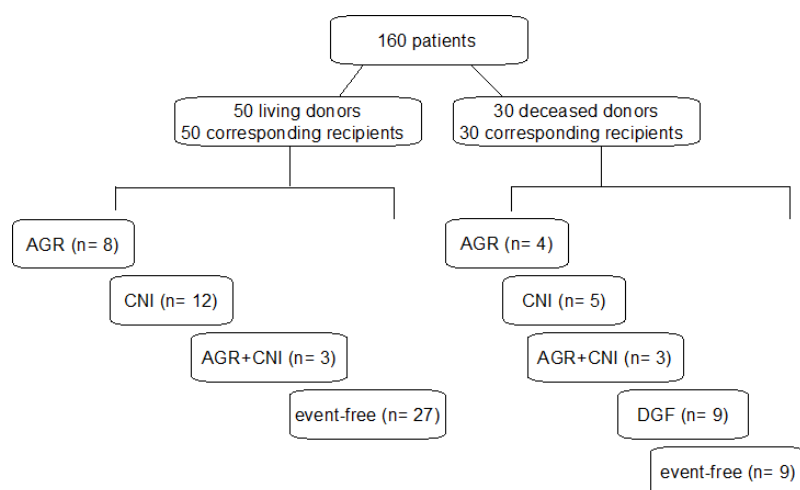 160 patients
50 living donors
50 corresponding recipients
30 deceased donors
30 corresponding recipients
AGR (n= 8)
CNI (n= 12)
AGR+CNI (n= 3)
event-free (n= 27)
AGR (n= 4)
CNI (n= 5)
AGR+CNI (n= 3)
DGF (n= 9)
event-free (n= 9)